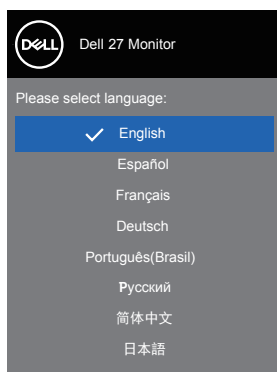 DELL
Dell 27 Monitor
Please select language:
English
Español
Français
Deutsch
Português(Brasil)
Русский
简体中文
日本語